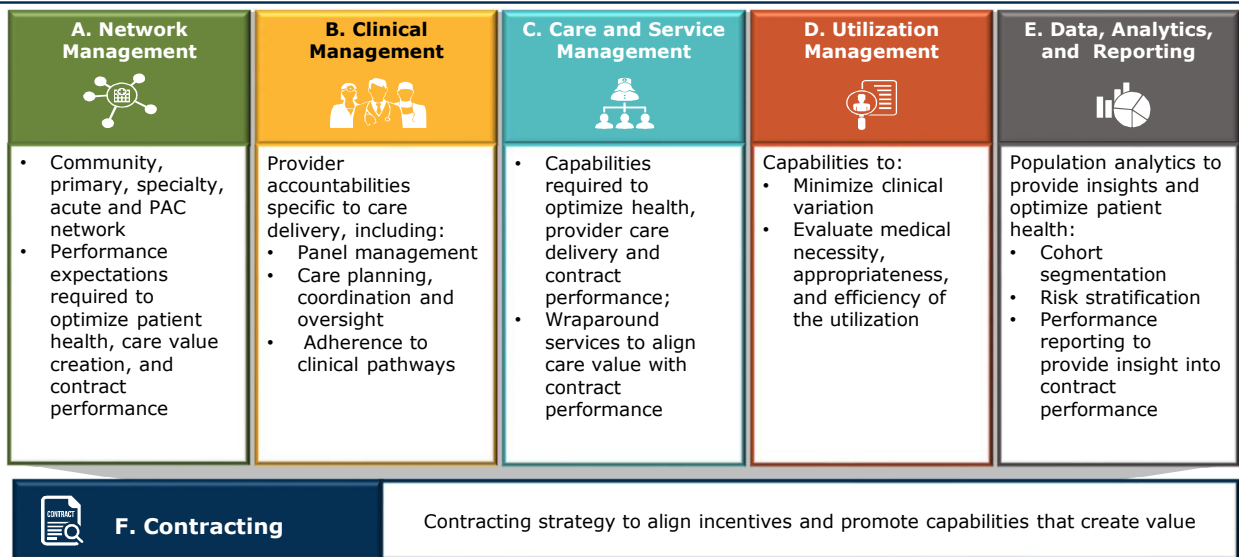 A. Network
Management
B. Clinical
Management
C. Care and Service
Management
D. Utilization
Management
E. Data, Analytics,
and Reporting
• Community,
primary, specialty,
acute and PAC
network
• Performance
expectations
required to
optimize patient
health, care value
creation, and
contract
performance
Provider
accountabilities
specific to care
delivery, including:
• Panel management
• Care planning,
coordination and
oversight
• Adherence to
clinical pathways
• Capabilities
required to
optimize health,
provider care
delivery and
contract
performance;
• Wraparound
services to align
care value with
contract
performance
Capabilities to:
• Minimize clinical
variation
• Evaluate medical
necessity,
appropriateness,
and efficiency of
the utilization
Population analytics to
provide insights and
optimize patient
health:
• Cohort
segmentation
• Risk stratification
• Performance
reporting to
provide insight into
contract
performance
CONTRACT
F. Contracting
Contracting strategy to align incentives and promote capabilities that create value